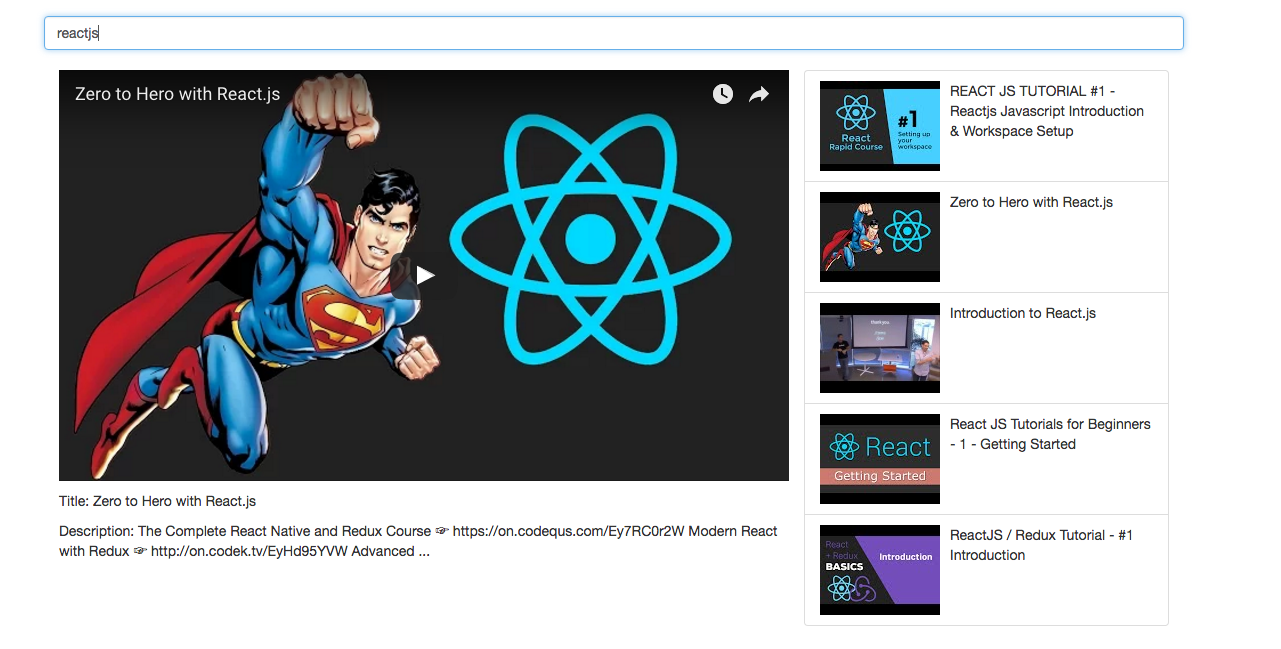 reactjs
Zero to Hero with React.js
Title: Zero to Hero with React.js
Description: The Complete React Native and Redux Course ☞ https://on.codequs.com/Ey7RC0r2W Modern React
with Redux ☞ http://on.codek.tv/EyHd95YVW Advanced ...
#1
Setting up
your
workspace
React
Rapid Course
REACT JS TUTORIAL #1 -
Reactjs Javascript Introduction
& Workspace Setup
Zero to Hero with React.js
Introduction to React.js
React
Getting Started
React JS Tutorials for Beginners
- 1 - Getting Started
React
+ Redux
BASICS
Introduction
ReactJS / Redux Tutorial - #1
Introduction